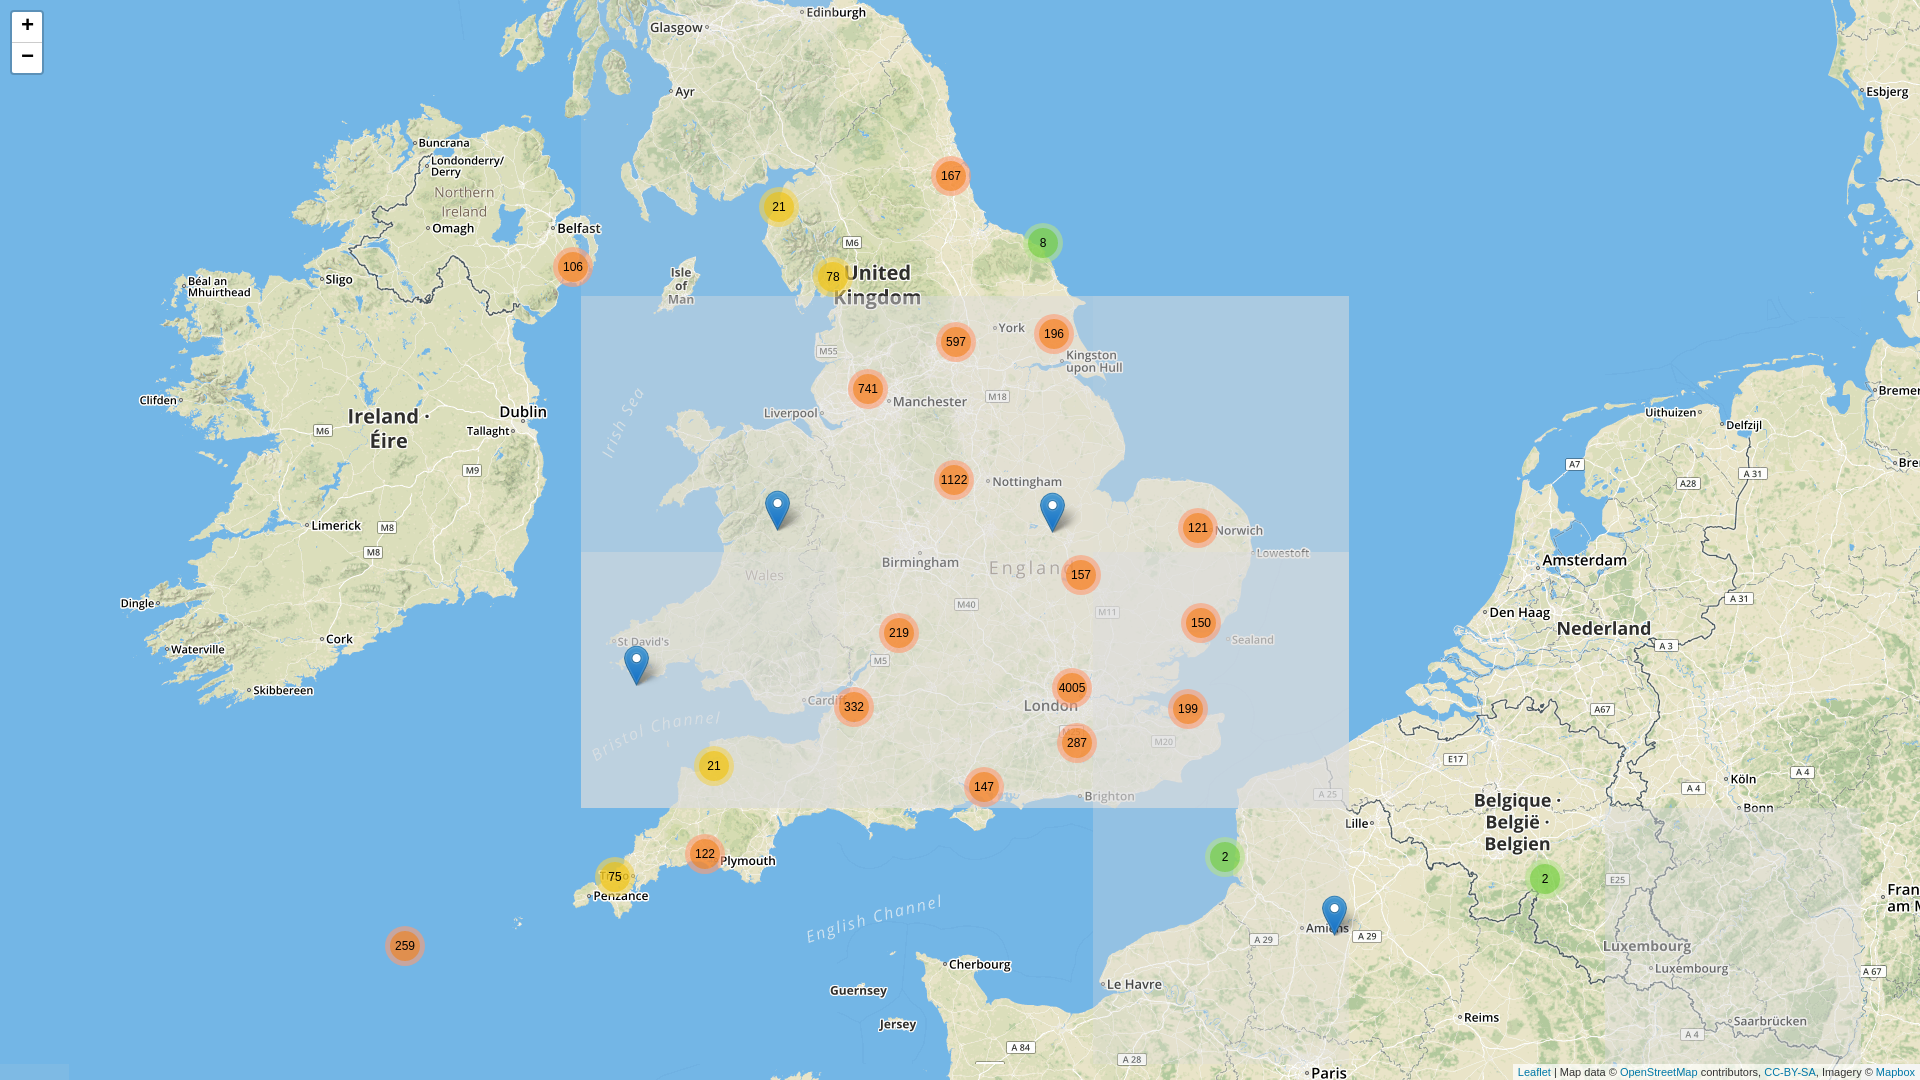 +
−
Edinburgh
Glasgow
Ayr
Esbjerg
Buncrana
Londonderry/
Derry
Northern
Ireland
Omagh
Belfast
167
21
8
M6
106
78
United
Kingdom
Isle
of
Man
Sligo
Béal an
Mhuirthead
York
196
597
M55
Kingston
upon Hull
741
Manchester
M18
Liverpool
Irish Sea
Clifden
Ireland ·
Éire
Dublin
Tallaght
M6
M9
Bremer
Uithuizen
Delfzijl
A7
A 31
A28
1122
Nottingham
121
Norwich
Lowestoft
Limerick
M8
M8
Birmingham
England
157
Wales
Amsterdam
A 31
M40
M11
Den Haag
Nederland
Dingle
Cork
Waterville
Skibbereen
219
150
Sealand
St David's
M5
A 3
4005
London
Cardiff
332
199
A67
Bristol Channel
287
M20
E17
21
147
Brighton
A 25
Köln
A 4
A 4
Bonn
Belgique ·
België ·
Belgien
Lille
122
Plymouth
75
Penzance
2
2
E25
Fran
am M
English Channel
Amiens
A 29
A 29
259
Luxembourg
Luxembourg
A 67
Cherbourg
Le Havre
Guernsey
Jersey
Reims
Saarbrücken
A 4
A 84
A 28
Paris
Leaflet | Map data © OpenStreetMap contributors, CC-BY-SA, Imagery © Mapbox